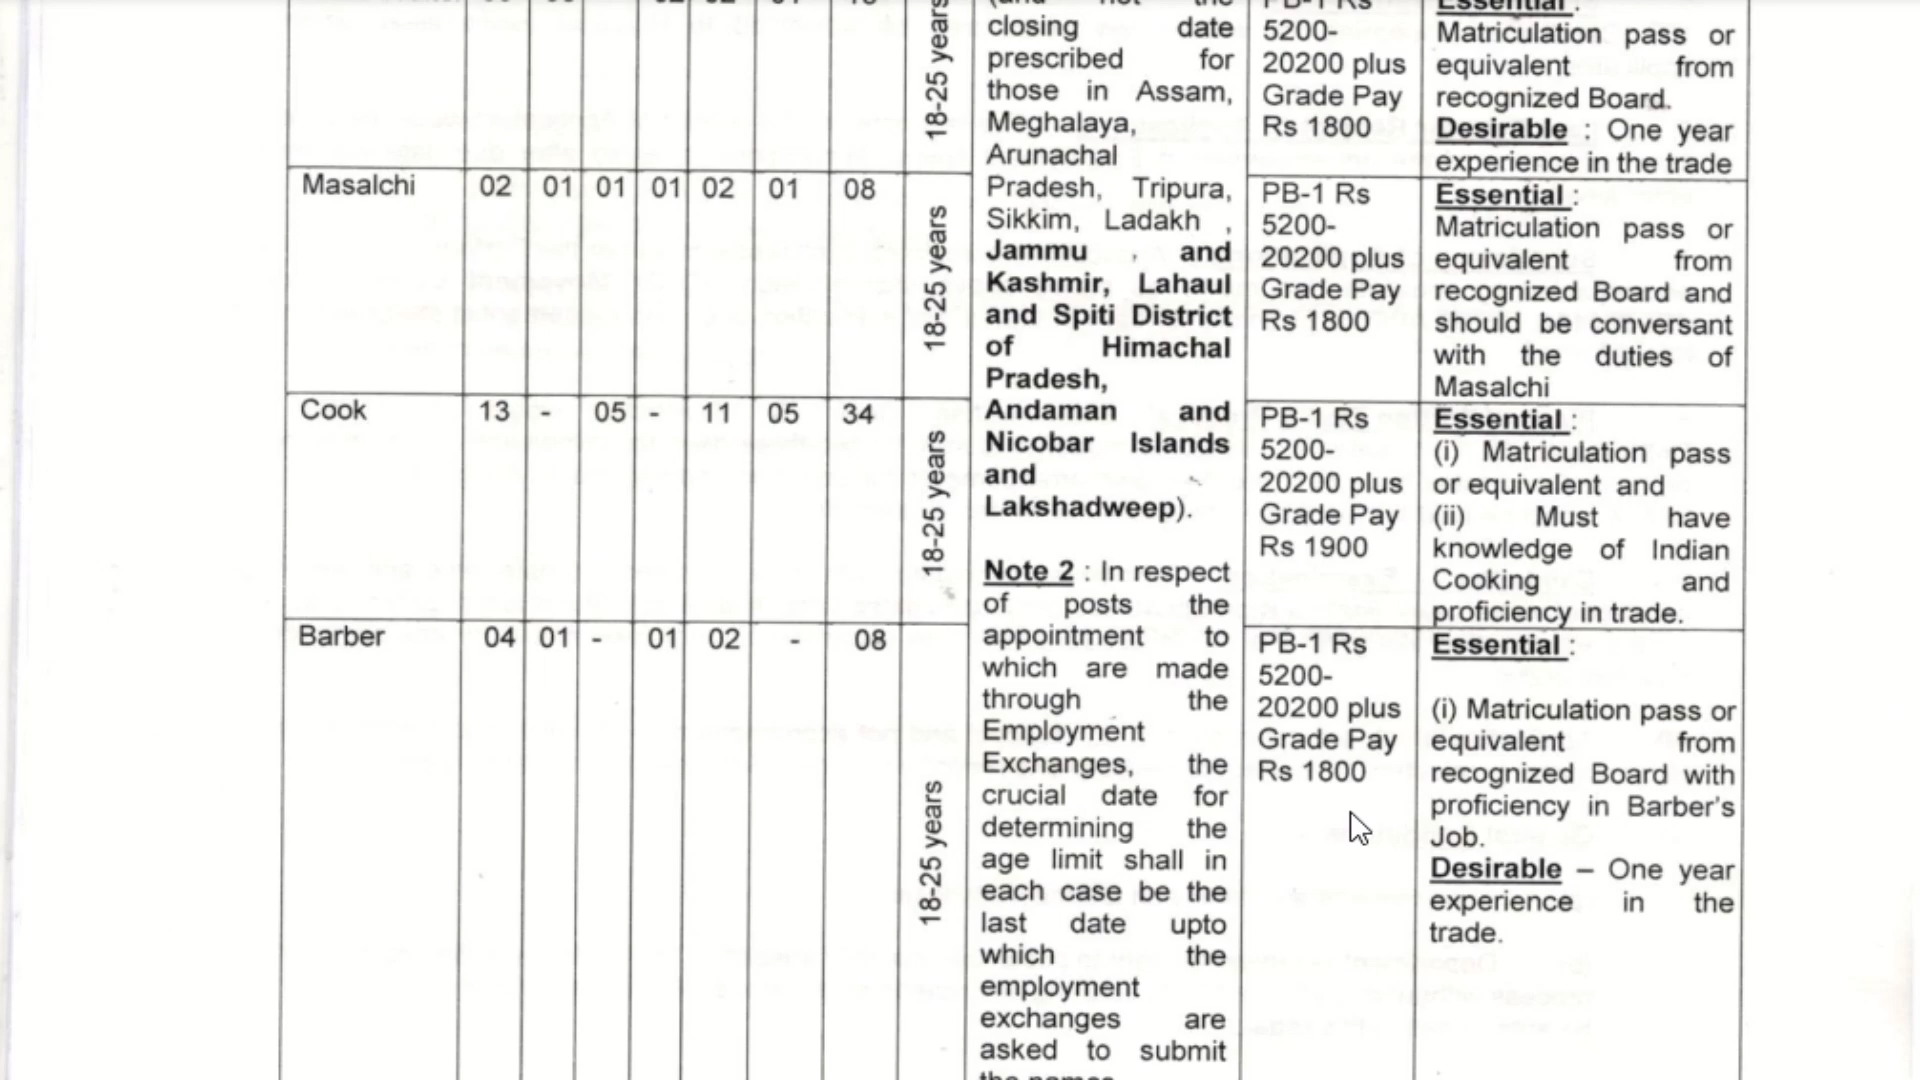 18-25 years
(and not the
closing date
prescribed for
those in Assam,
Meghalaya,
Arunachal
Pradesh, Tripura,
Sikkim, Ladakh ,
Jammu and
Kashmir, Lahaul
and Spiti District
of Himachal
Pradesh,
Andaman and
Nicobar Islands
and
Lakshadweep).
Note 2 : In respect
of posts the
appointment to
which are made
through the
Employment
Exchanges, the
crucial date for
determining the
age limit shall in
each case be the
last date upto
which the
employment
exchanges are
asked to submit
the names
PB-1 Rs
5200-
20200 plus
Grade Pay
Rs 1800
Essential :
Matriculation pass or
equivalent from
recognized Board.
Desirable : One year
experience in the trade
Masalchi 02 01 01 01 02 01 08
18-25 years
PB-1 Rs
5200-
20200 plus
Grade Pay
Rs 1800
Essential :
Matriculation pass or
equivalent from
recognized Board and
should be conversant
with the duties of
Masalchi
Cook 13 - 05 - 11 05 34
18-25 years
PB-1 Rs
5200-
20200 plus
Grade Pay
Rs 1900
Essential :
(i) Matriculation pass
or equivalent and
(ii) Must have
knowledge of Indian
Cooking and
proficiency in trade.
Barber 04 01 - 01 02 - 08
18-25 years
PB-1 Rs
5200-
20200 plus
Grade Pay
Rs 1800
Essential :
(i) Matriculation pass or
equivalent from
recognized Board with
proficiency in Barber's
Job.
Desirable – One year
experience in the
trade.